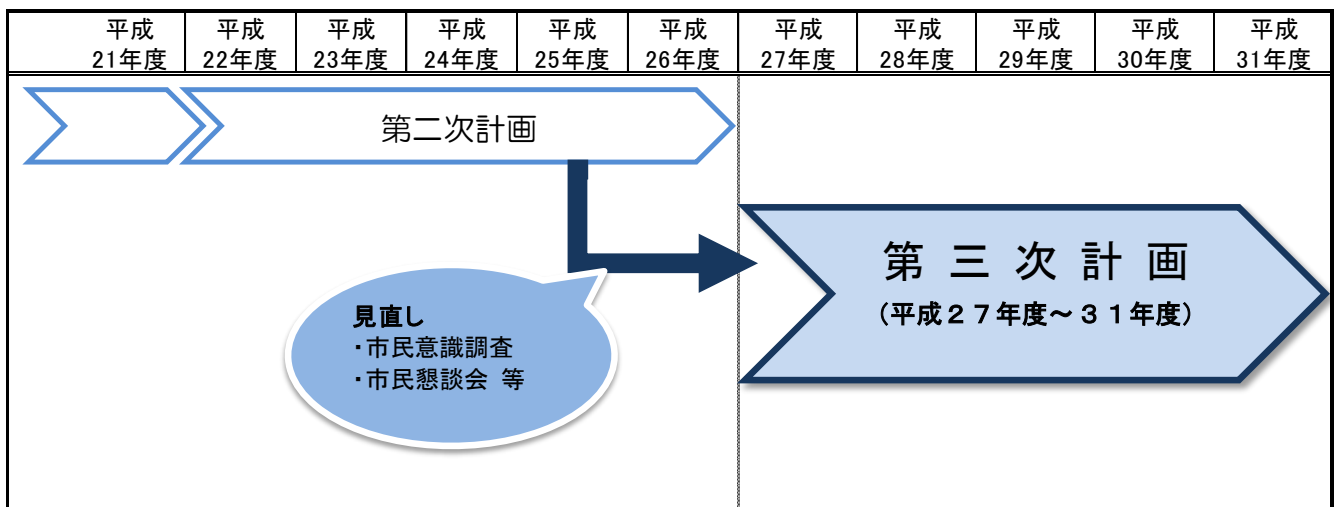 平成 平成 平成 平成 平成 平成 平成 平成 平成 平成 平成
21年度 22年度 23年度 24年度 25年度 26年度 27年度 28年度 29年度 30年度 31年度
第二次計画
第 三 次 計 画
(平成２７年度～３１年度)
見直し
・市民意識調査
・市民懇談会 等